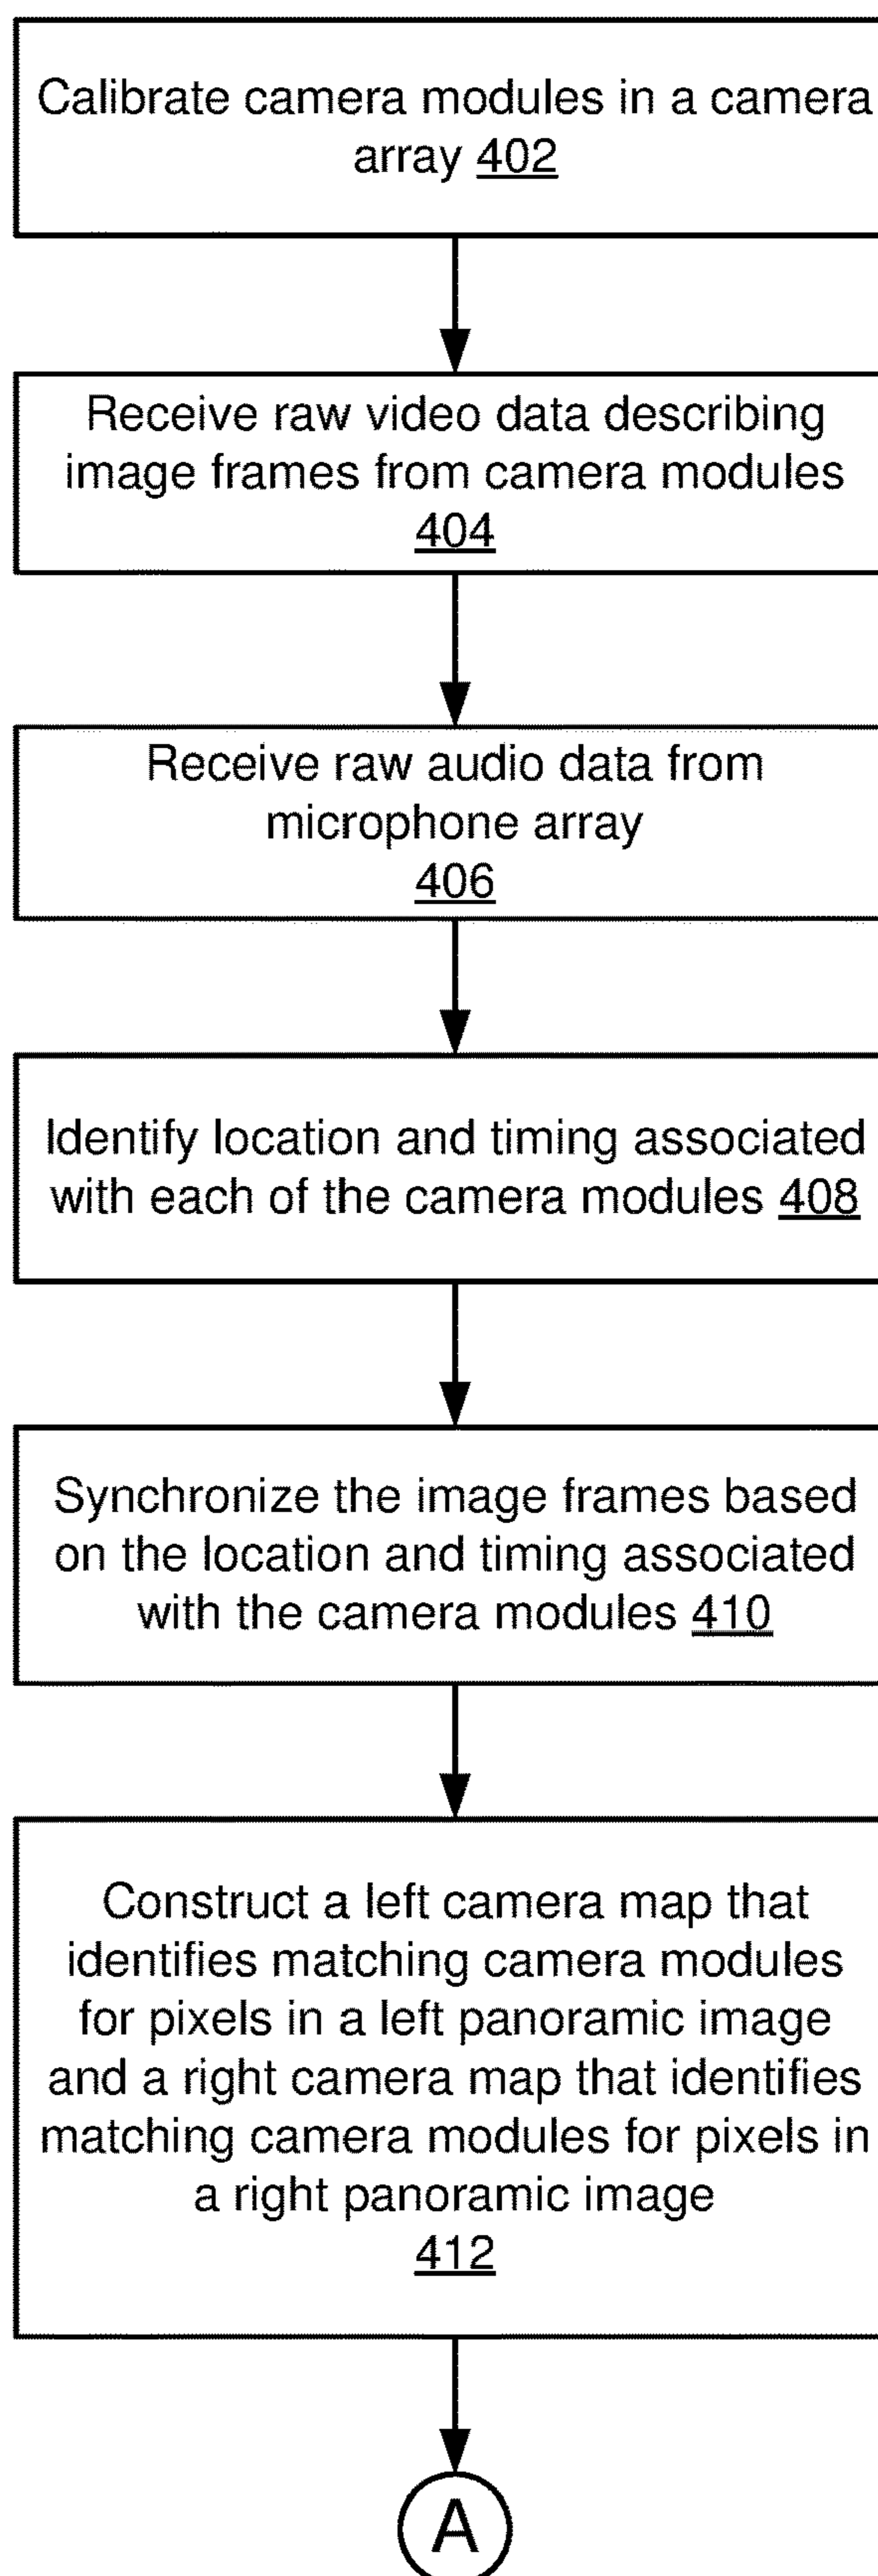 Calibrate camera modules in a camera
array 402
Receive raw video data describing
image frames from camera modules
404
Receive raw audio data from
microphone array
406
Identify location and timing associated
with each of the camera modules 408
Synchronize the image frames based
on the location and timing associated
with the camera modules 410
Construct a left camera map that
identifies matching camera modules
for pixels in a left panoramic image
and a right camera map that identifies
matching camera modules for pixels in
a right panoramic image
412
A